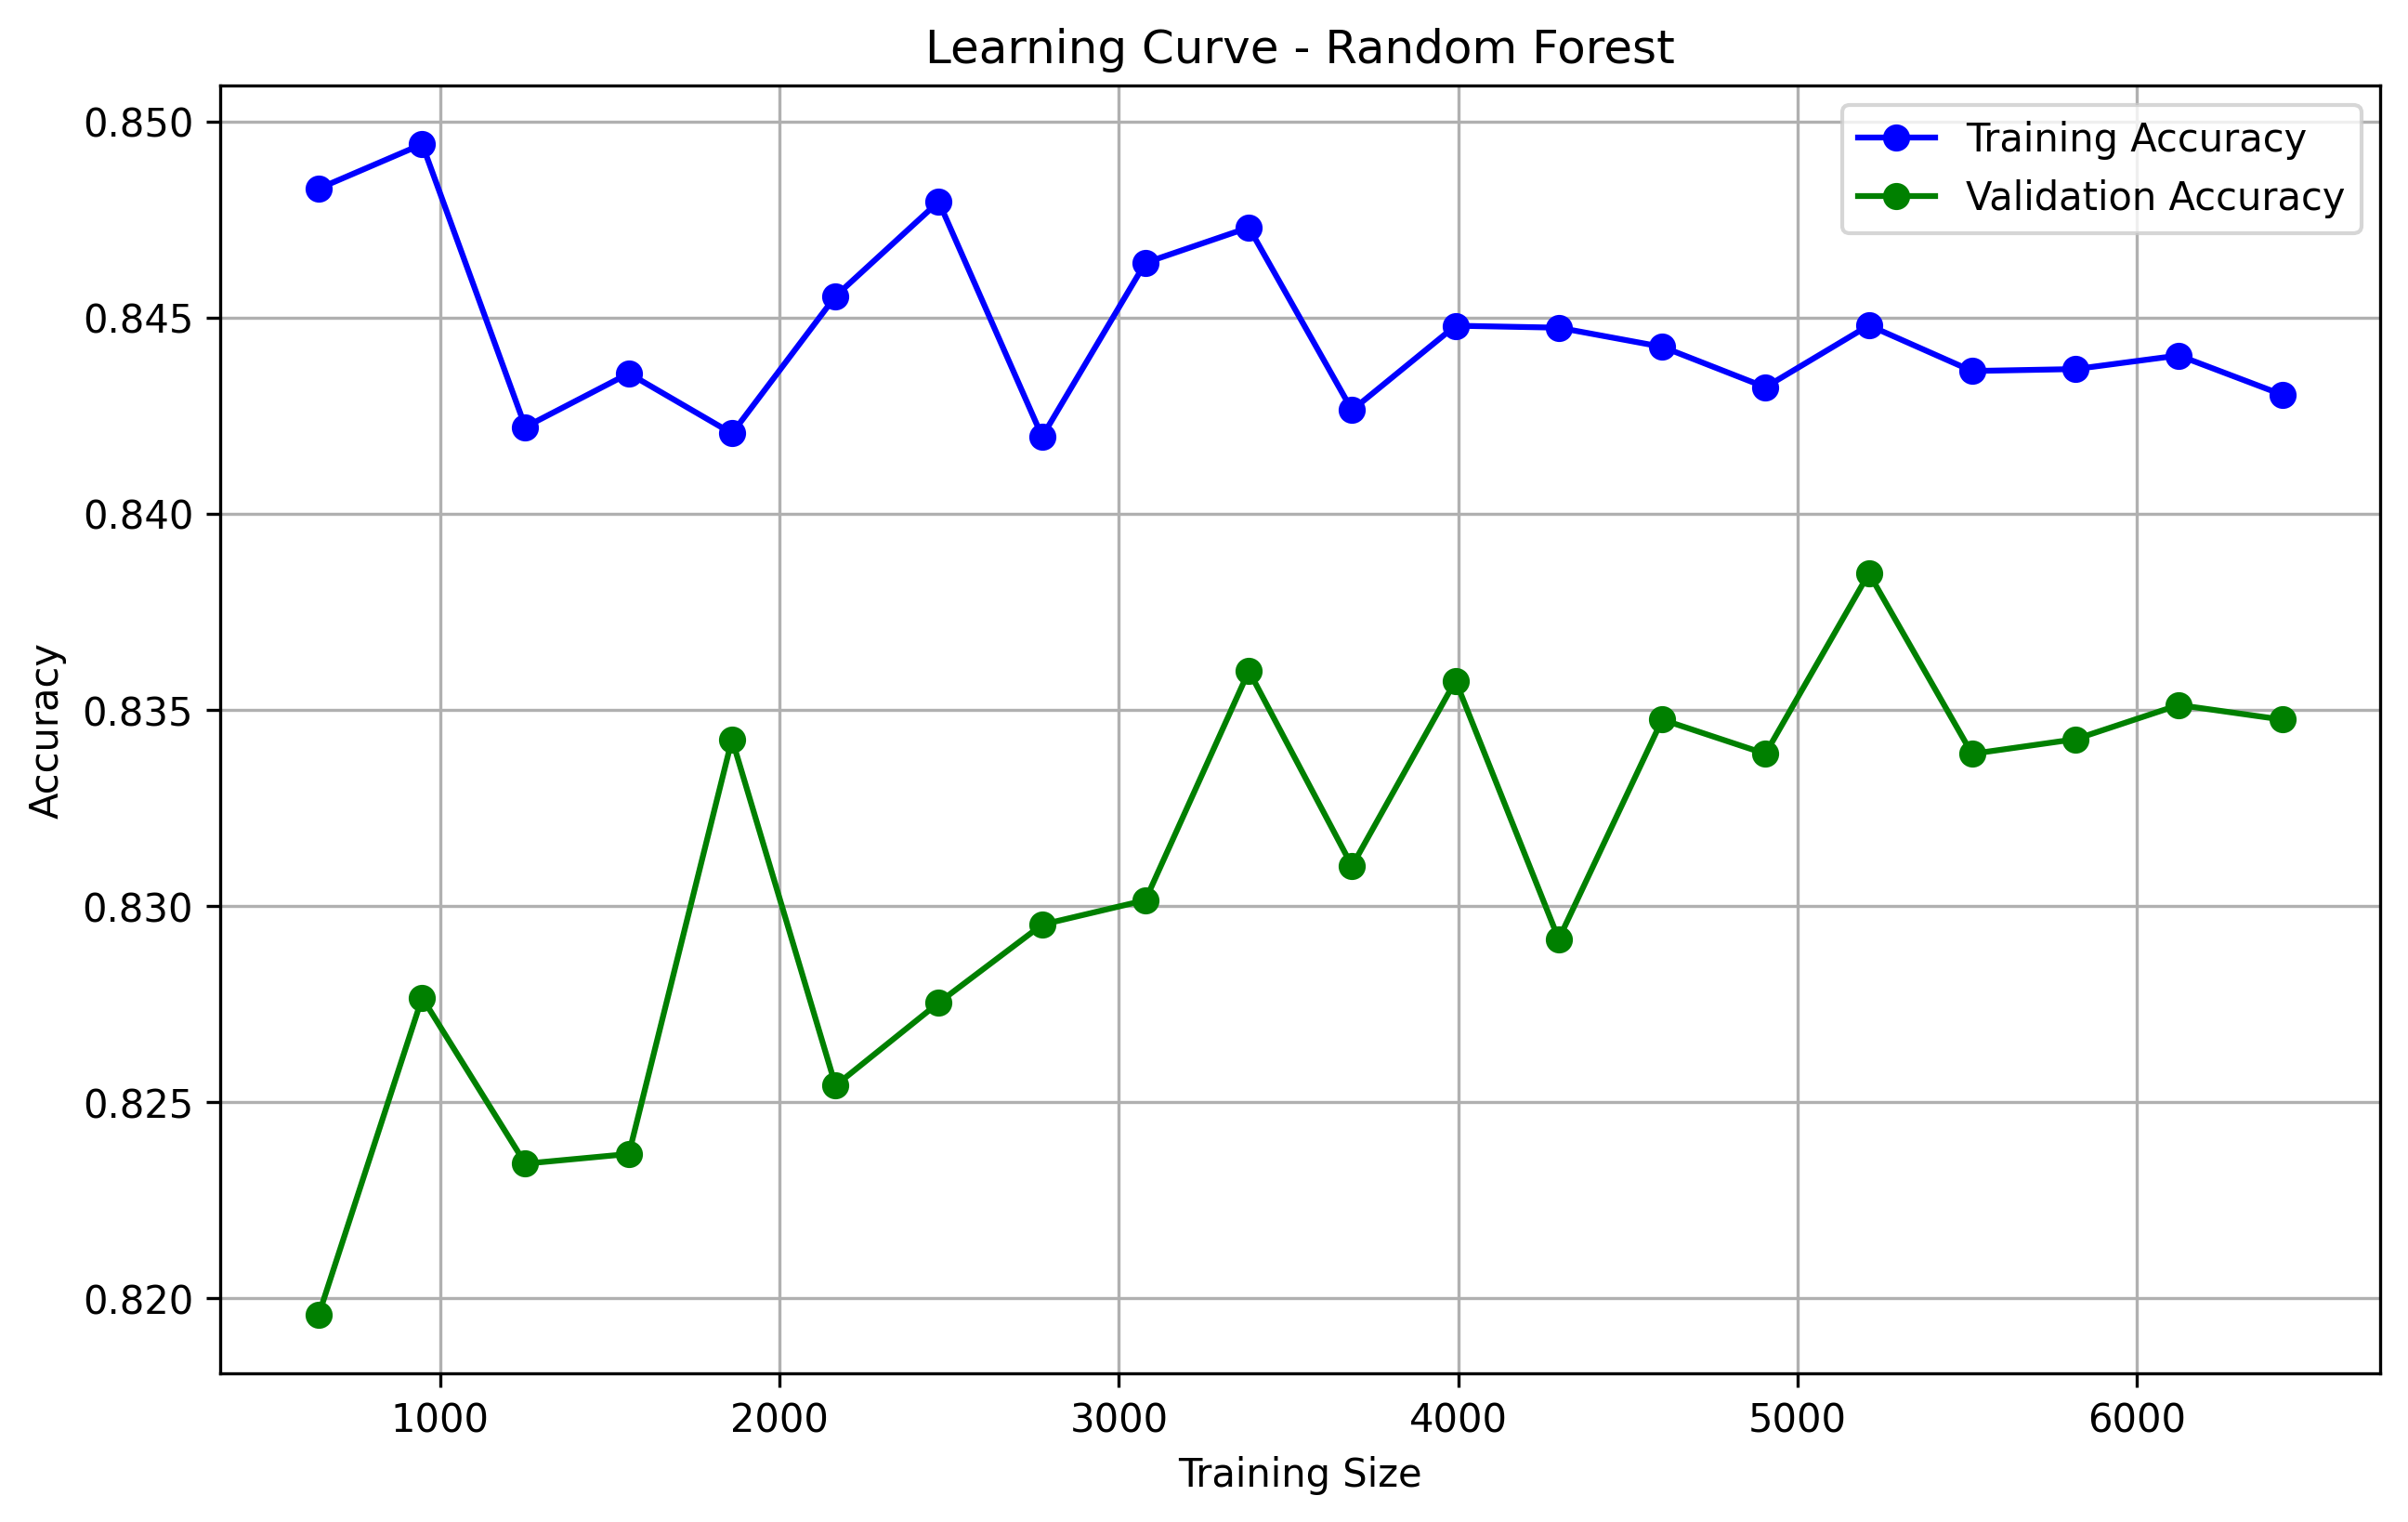 Learning Curve - Random Forest
Training Accuracy
Validation Accuracy
0.850
0.845
0.840
0.835
0.830
0.825
0.820
Accuracy
1000 2000 3000 4000 5000 6000
Training Size